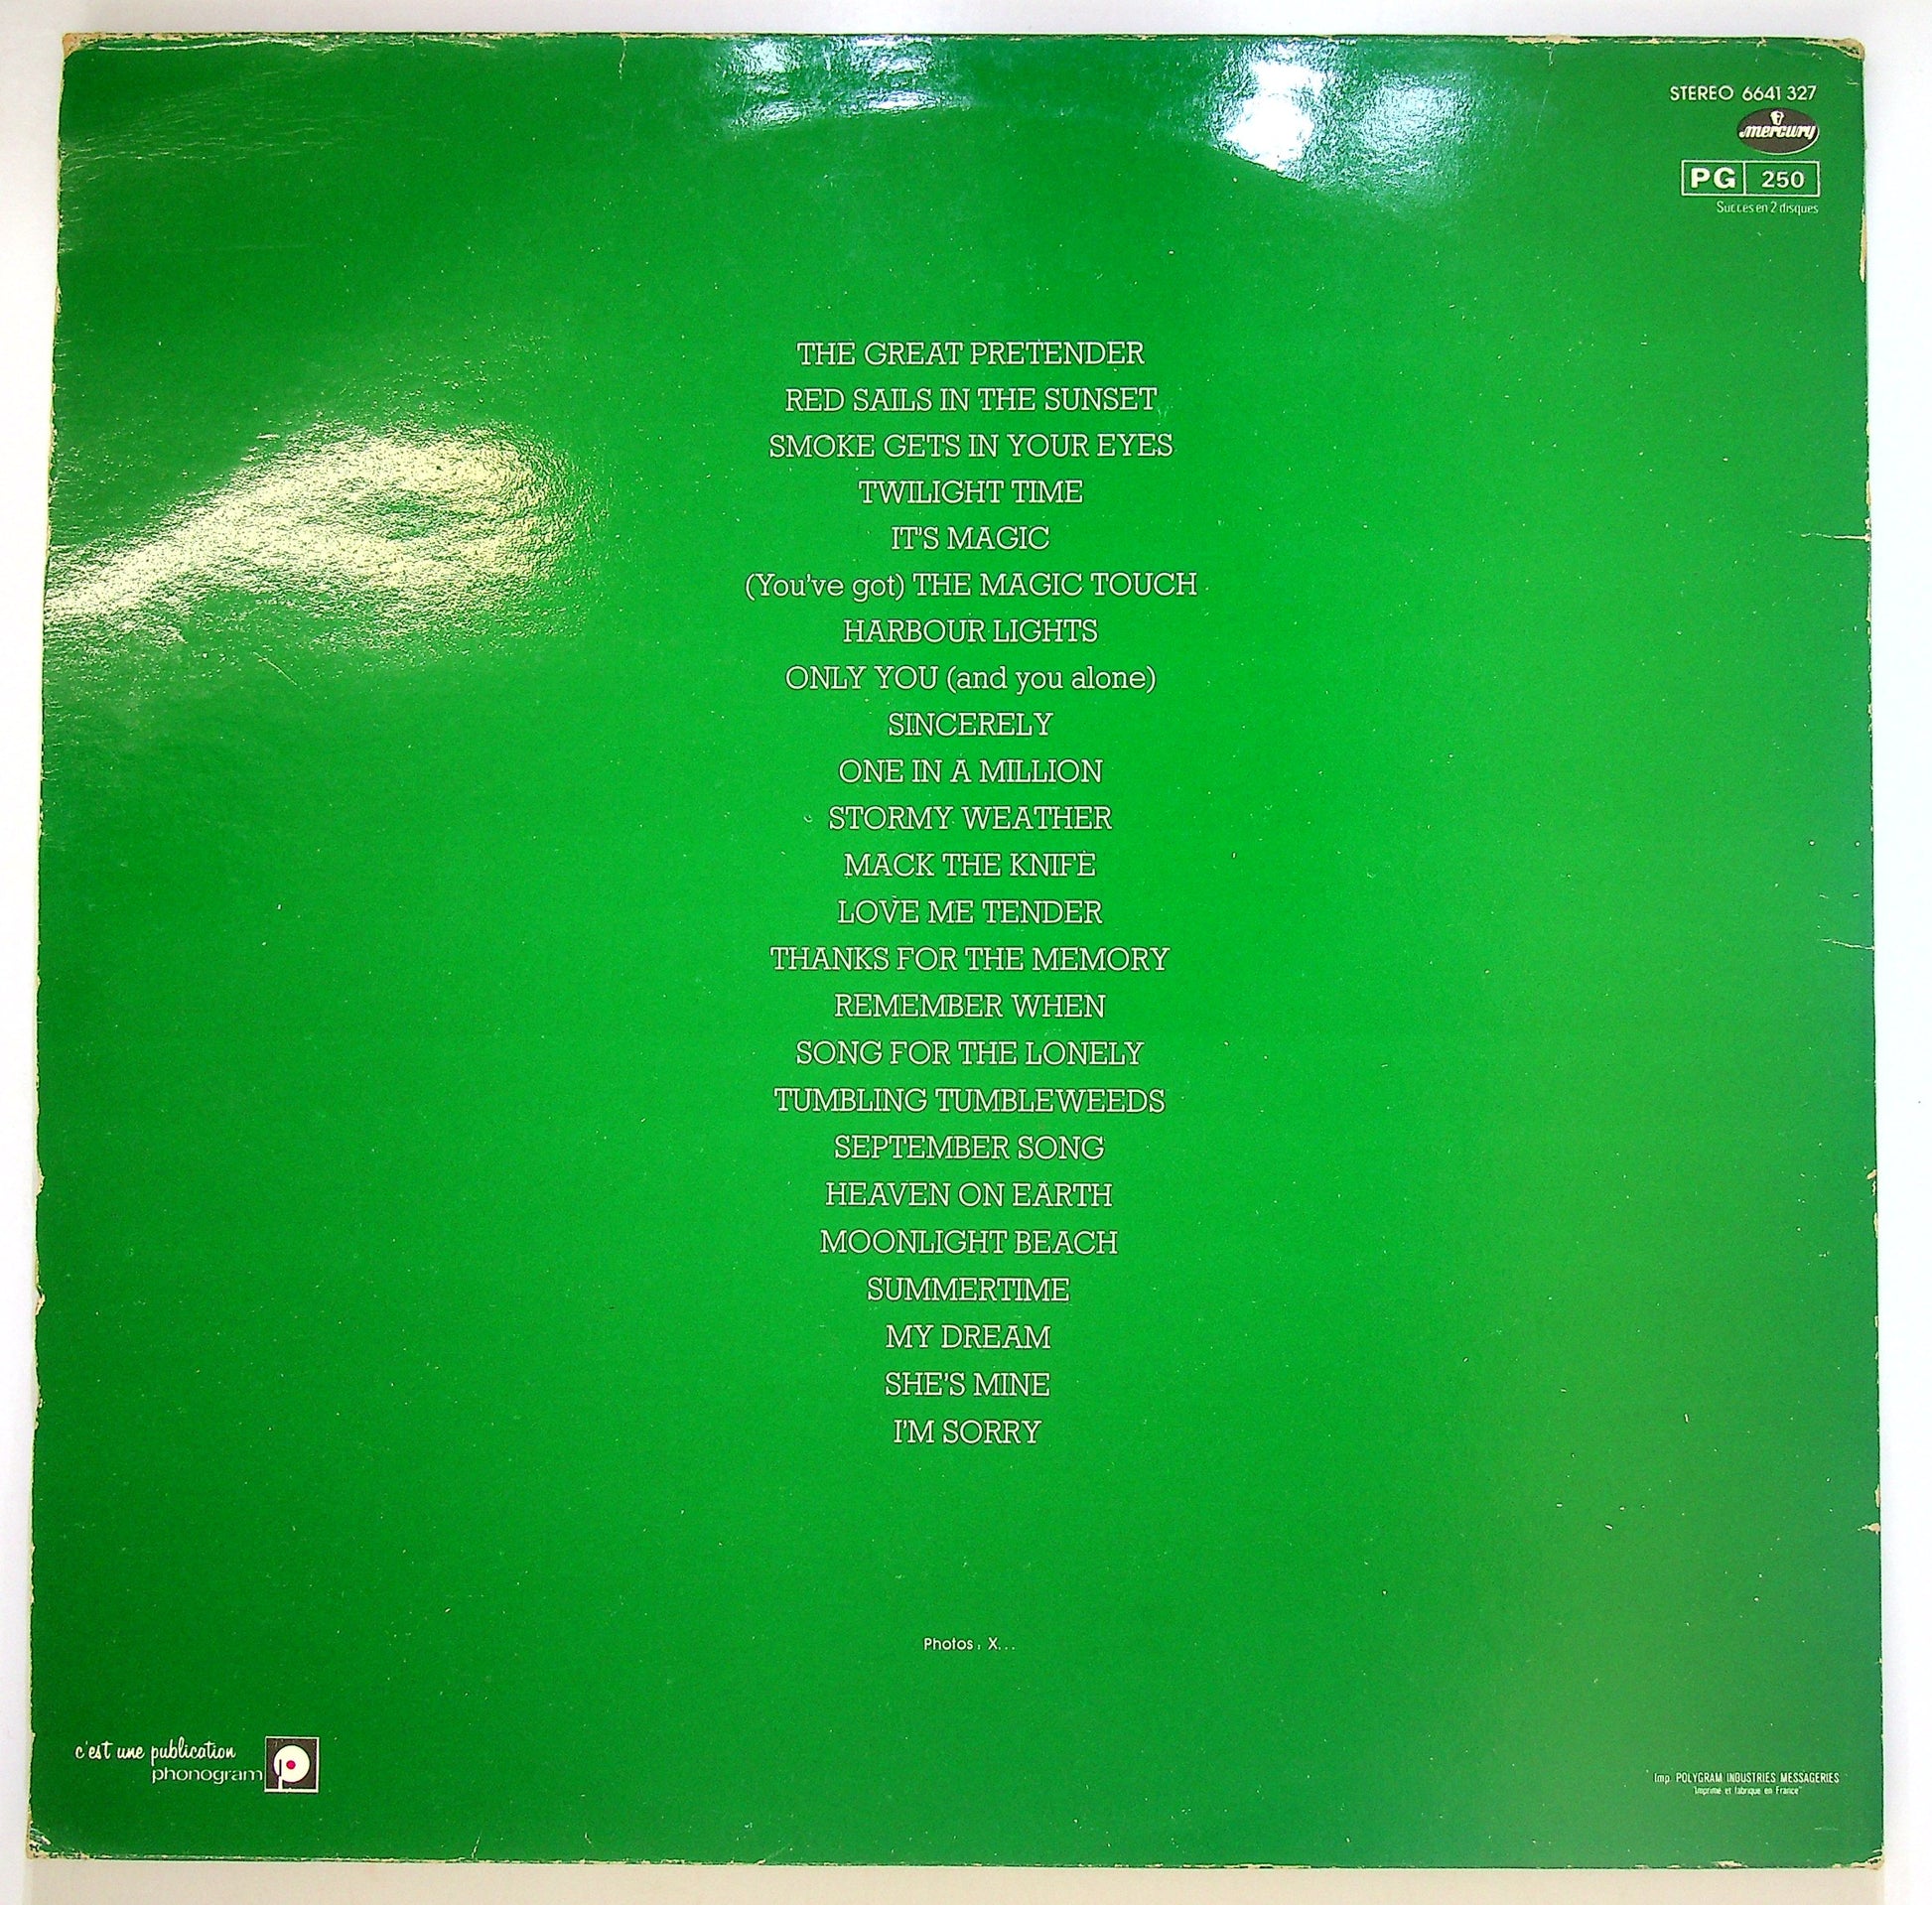 STEREO 6641 327
mercury
PG 250
Succes en 2 disques
THE GREAT PRETENDER
RED SAILS IN THE SUNSET
SMOKE GETS IN YOUR EYES
TWILIGHT TIME
IT'S MAGIC
(You've got) THE MAGIC TOUCH
HARBOUR LIGHTS
ONLY YOU (and you alone)
SINCERELY
ONE IN A MILLION
STORMY WEATHER
MACK THE KNIFE
LOVE ME TENDER
THANKS FOR THE MEMORY
REMEMBER WHEN
SONG FOR THE LONELY
TUMBLING TUMBLEWEEDS
SEPTEMBER SONG
HEAVEN ON EARTH
MOONLIGHT BEACH
SUMMERTIME
MY DREAM
SHE'S MINE
I'M SORRY
Photos : X...
c'est une publication
phonogram
Imp. POLYGRAM INDUSTRIES MESSAGERIES
"Imprimé et fabriqué en France"